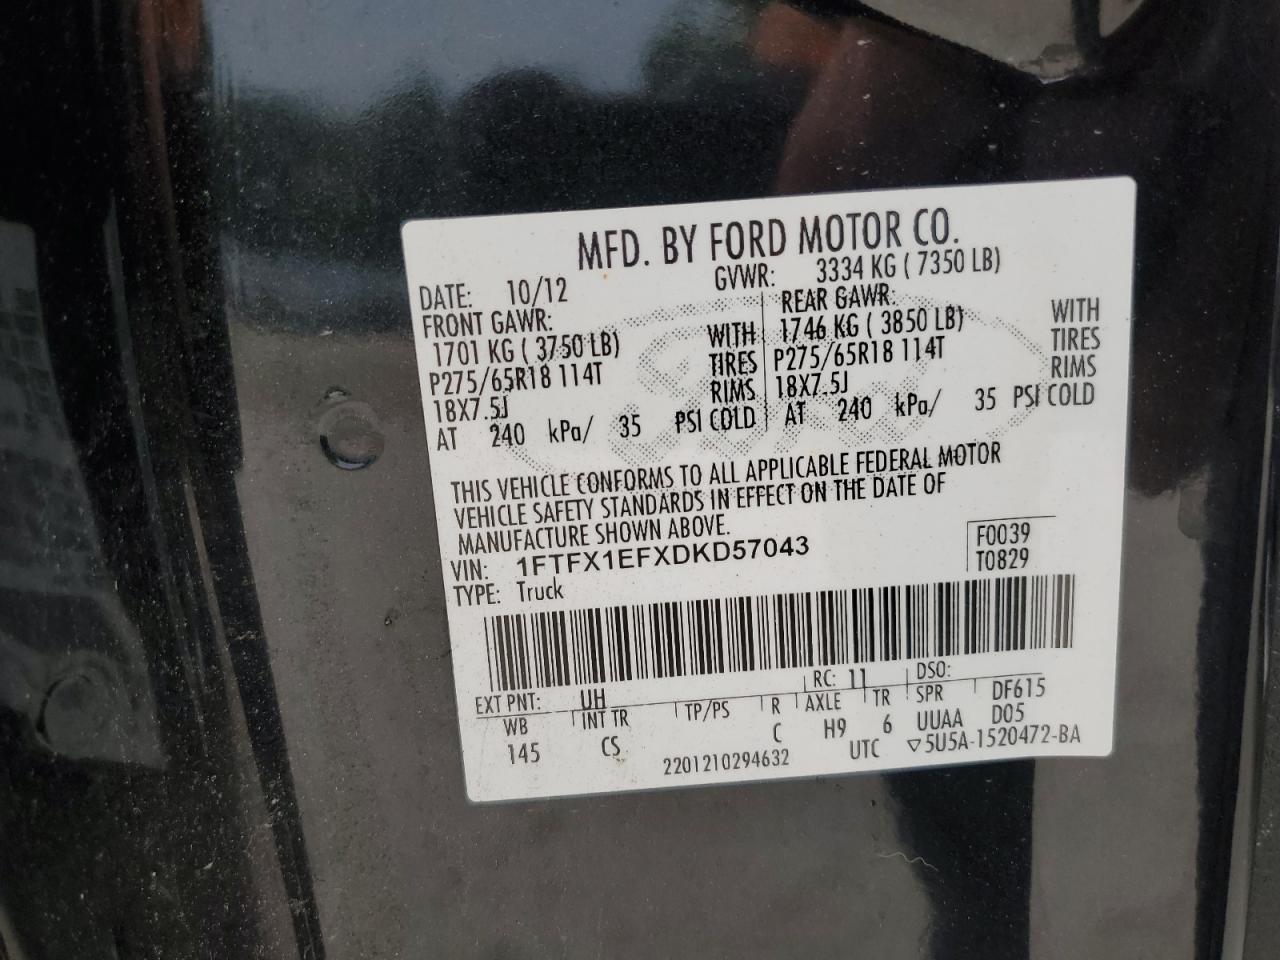 MFD. BY FORD MOTOR CO.
DATE: 10/12 GVWR: 3334 KG ( 7350 LB)
FRONT GAWR: REAR GAWR:
1701 KG ( 3750 LB) WITH 1746 KG ( 3850 LB) WITH
P275/65R18 114T TIRES P275/65R18 114T TIRES
18X7.5J RIMS 18X7.5J RIMS
AT 240 kPa/ 35 PSI COLD AT 240 kPa/ 35 PSI COLD
THIS VEHICLE CONFORMS TO ALL APPLICABLE FEDERAL MOTOR
VEHICLE SAFETY STANDARDS IN EFFECT ON THE DATE OF
MANUFACTURE SHOWN ABOVE.
VIN: 1FTFX1EFXDKD57043 F0039
TYPE: Truck T0829
EXT PNT: UH RC: 11 DSO:
WB INT TR TP/PS R AXLE TR SPR DF615
145 CS C H9 6 UUAA D05
2201210294632 UTC ▽5U5A-1520472-BA